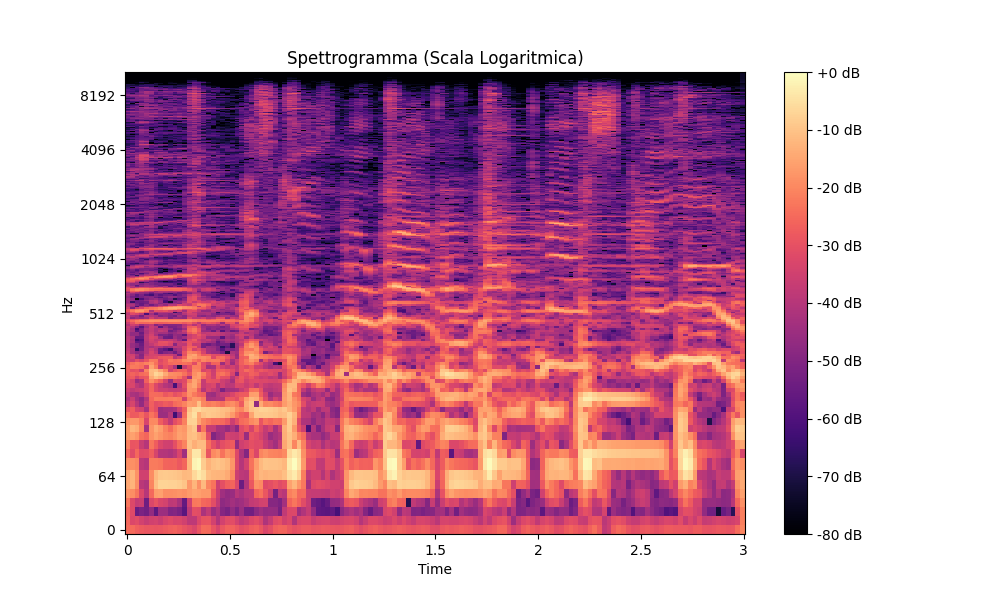 Spettrogramma (Scala Logaritmica)
Hz
8192
4096
2048
1024
512
256
128
64
0
0
0.5
1
1.5
2
2.5
3
Time
+0 dB
-10 dB
-20 dB
-30 dB
-40 dB
-50 dB
-60 dB
-70 dB
-80 dB